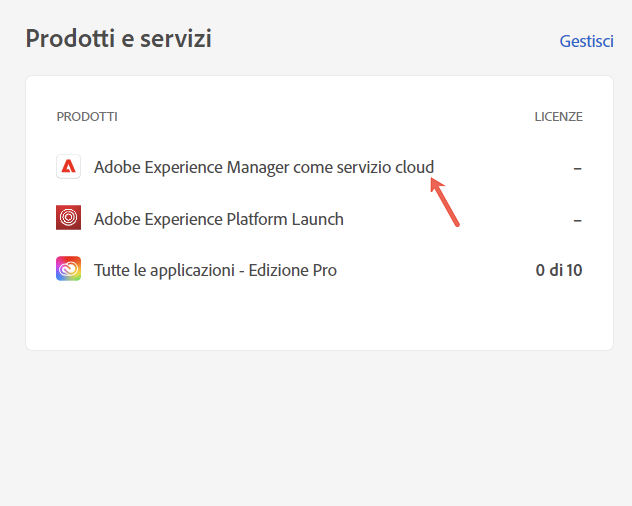 Prodotti e servizi
Gestisci
PRODOTTI LICENZE
Adobe Experience Manager come servizio cloud –
Adobe Experience Platform Launch –
Tutte le applicazioni - Edizione Pro 0 di 10